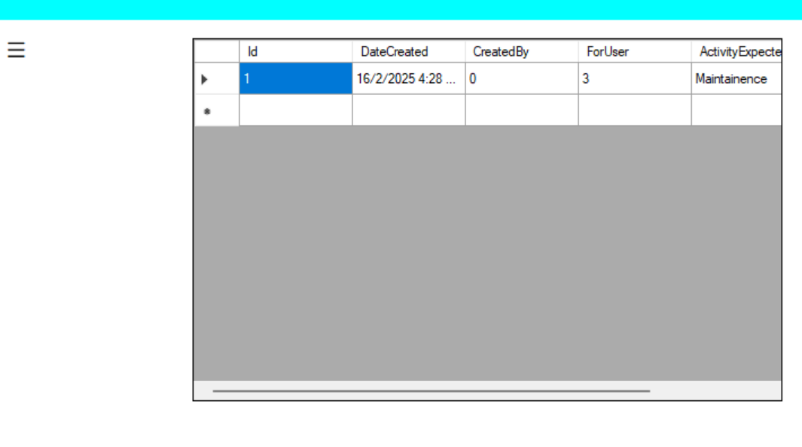 Id DateCreated CreatedBy ForUser ActivityExpecte
1 16/2/2025 4:28 ... 0 3 Maintainence